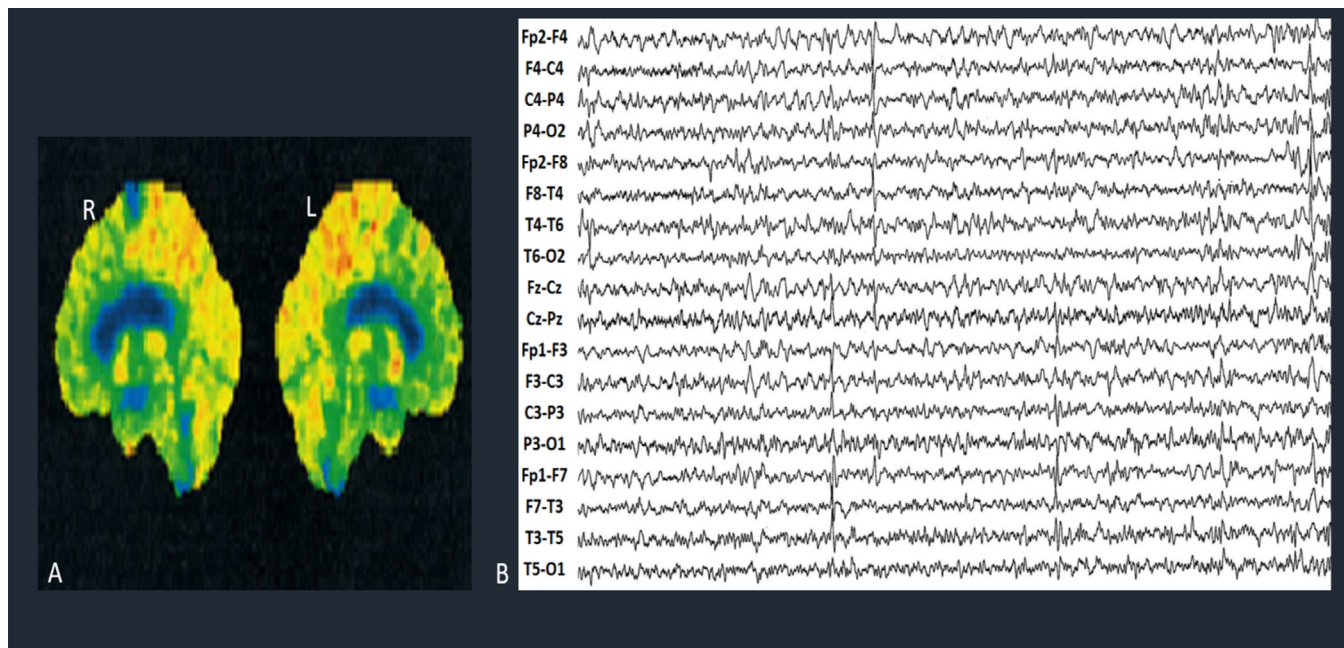 R
L
A
B
Fp2-F4
F4-C4
C4-P4
P4-O2
Fp2-F8
F8-T4
T4-T6
T6-O2
Fz-Cz
Cz-Pz
Fp1-F3
F3-C3
C3-P3
P3-O1
Fp1-F7
F7-T3
T3-T5
T5-O1